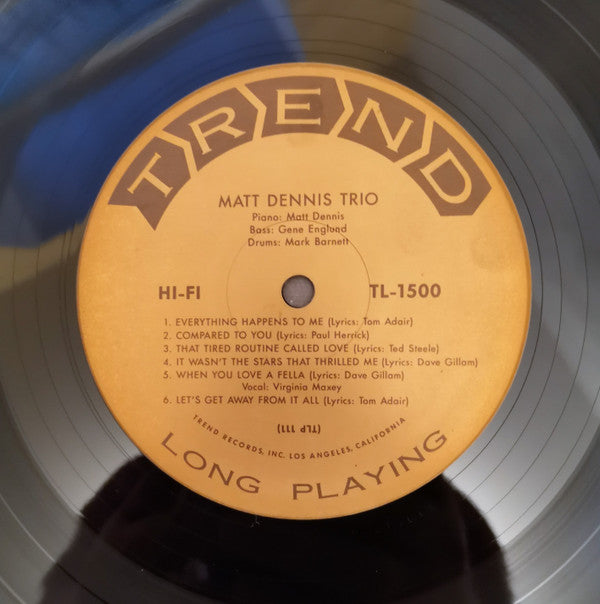 TREND
MATT DENNIS TRIO
Piano: Matt Dennis
Bass: Gene Englund
Drums: Mark Barnett
HI-FI TL-1500
1. EVERYTHING HAPPENS TO ME (Lyrics: Tom Adair)
2. COMPARED TO YOU (Lyrics: Paul Herrick)
3. THAT TIRED ROUTINE CALLED LOVE (Lyrics: Ted Steele)
4. IT WASN'T THE STARS THAT THRILLED ME (Lyrics: Dave Gillam)
5. WHEN YOU LOVE A FELLA (Lyrics: Dave Gillam)
Vocal: Virginia Maxey
6. LET'S GET AWAY FROM IT ALL (Lyrics: Tom Adair)
(TLP 111)
TREND RECORDS, INC. LOS ANGELES, CALIFORNIA
LONG PLAYING